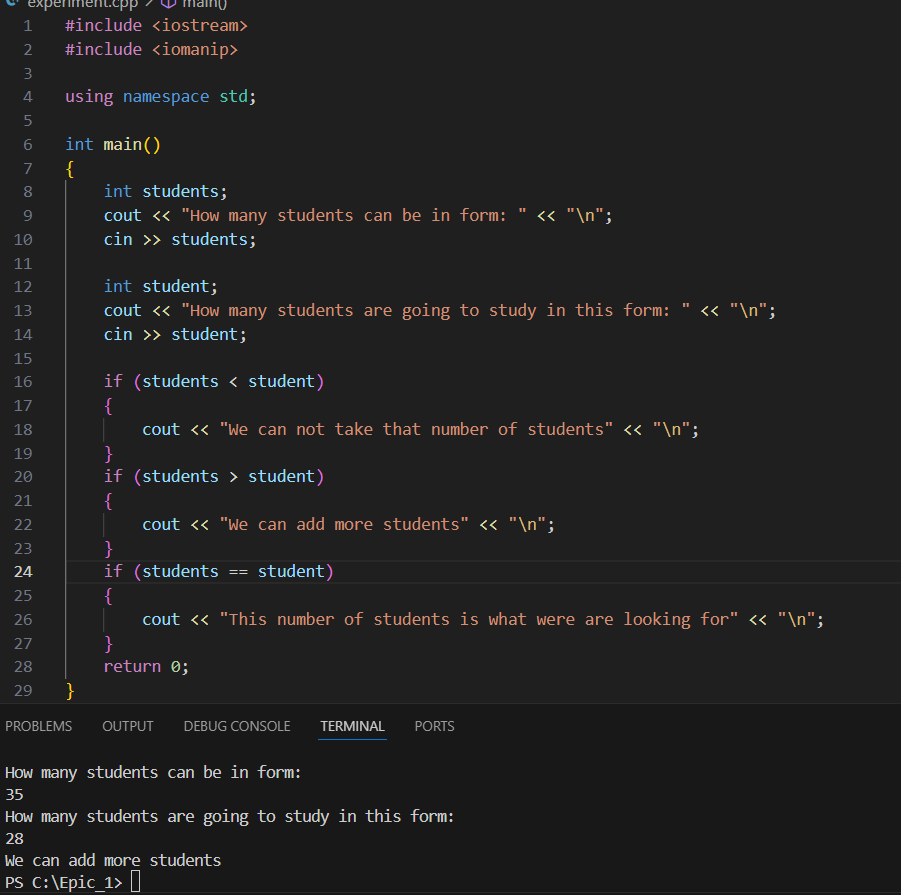 experiment.cpp > main()
1 #include <iostream>
2 #include <iomanip>
3
4 using namespace std;
5
6 int main()
7 {
8     int students;
9     cout << "How many students can be in form: " << "\n";
10     cin >> students;
11
12     int student;
13     cout << "How many students are going to study in this form: " << "\n";
14     cin >> student;
15
16     if (students < student)
17     {
18         cout << "We can not take that number of students" << "\n";
19     }
20     if (students > student)
21     {
22         cout << "We can add more students" << "\n";
23     }
24     if (students == student)
25     {
26         cout << "This number of students is what were are looking for" << "\n";
27     }
28     return 0;
29 }
PROBLEMS OUTPUT DEBUG CONSOLE TERMINAL PORTS
How many students can be in form:
35
How many students are going to study in this form:
28
We can add more students
PS C:\Epic_1>